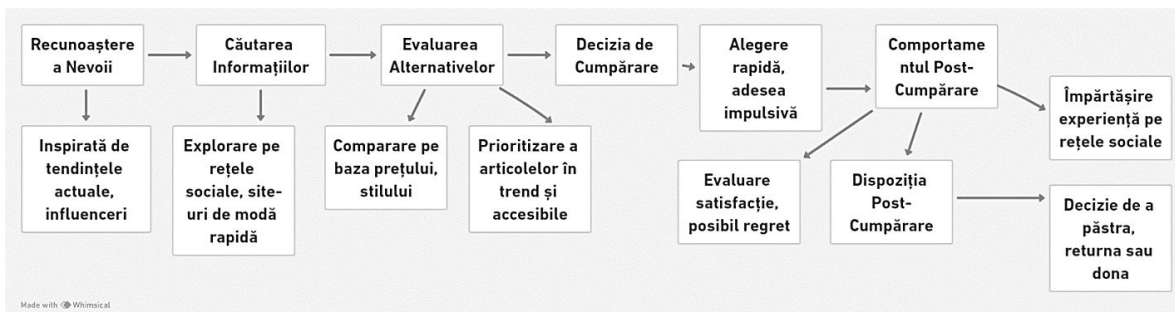 Recunoaștere
a Nevoii
Căutarea
Informațiilor
Evaluarea
Alternativelor
Decizia de
Cumpărare
Alegere
rapidă,
adesea
impulsivă
Comportame
ntul Post-
Cumpărare
Împărtășire
experiență pe
rețele sociale
Inspirată de
tendințele
actuale,
influenceri
Explorare pe
rețele
sociale, site-
uri de modă
rapidă
Comparare pe
baza prețului,
stilului
Prioritizare a
articolelor în
trend și
accesibile
Evaluare
satisfacție,
posibil regret
Dispoziția
Post-
Cumpărare
Decizie de a
păstra,
returna sau
dona
Made with Whimsical